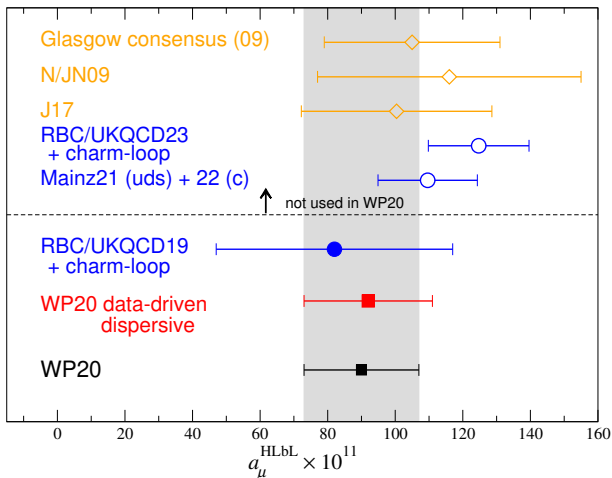 Glasgow consensus (09)
N/JN09
J17
RBC/UKQCD23
+ charm-loop
Mainz21 (uds) + 22 (c)
not used in WP20
RBC/UKQCD19
+ charm-loop
WP20 data-driven
dispersive
WP20
0 20 40 60 80 100 120 140 160
a_μ^HLbL × 10^11